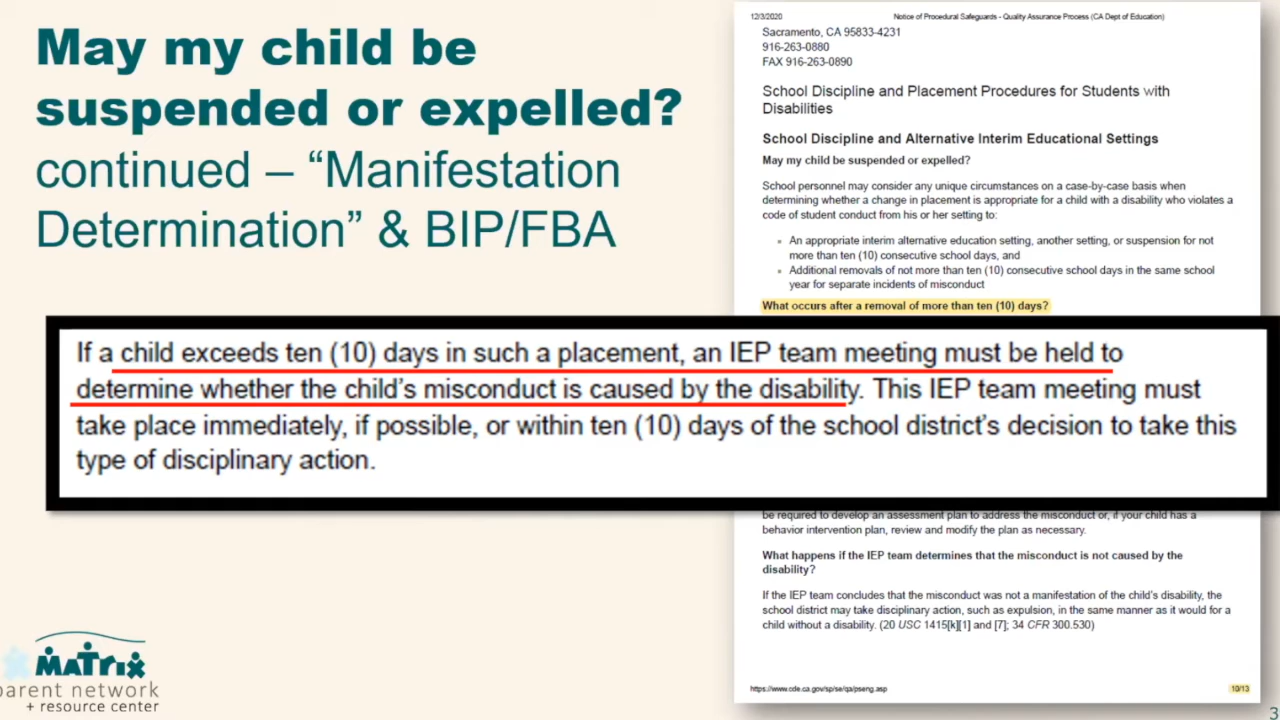 May my child be
suspended or expelled?
continued – “Manifestation
Determination” & BIP/FBA
12/3/2020
Notice of Procedural Safeguards - Quality Assurance Process (CA Dept of Education)
Sacramento, CA 95833-4231
916-263-0880
FAX 916-263-0890
School Discipline and Placement Procedures for Students with
Disabilities
School Discipline and Alternative Interim Educational Settings
May my child be suspended or expelled?
School personnel may consider any unique circumstances on a case-by-case basis when
determining whether a change in placement is appropriate for a child with a disability who violates a
code of student conduct from his or her setting to:
An appropriate interim alternative education setting, another setting, or suspension for not
more than ten (10) consecutive school days, and
Additional removals of not more than ten (10) consecutive school days in the same school
year for separate incidents of misconduct
What occurs after a removal of more than ten (10) days?
If a child exceeds ten (10) days in such a placement, an IEP team meeting must be held to
determine whether the child’s misconduct is caused by the disability. This IEP team meeting must
take place immediately, if possible, or within ten (10) days of the school district’s decision to take this
type of disciplinary action.
be required to develop an assessment plan to address the misconduct or, if your child has a
behavior intervention plan, review and modify the plan as necessary.
What happens if the IEP team determines that the misconduct is not caused by the
disability?
If the IEP team concludes that the misconduct was not a manifestation of the child’s disability, the
school district may take disciplinary action, such as expulsion, in the same manner as it would for a
child without a disability. (20 USC 1415[k][1] and [7]; 34 CFR 300.530)
https://www.cde.ca.gov/sp/se/qa/pseng.asp
10/13
MATRIX
parent network
+ resource center
3